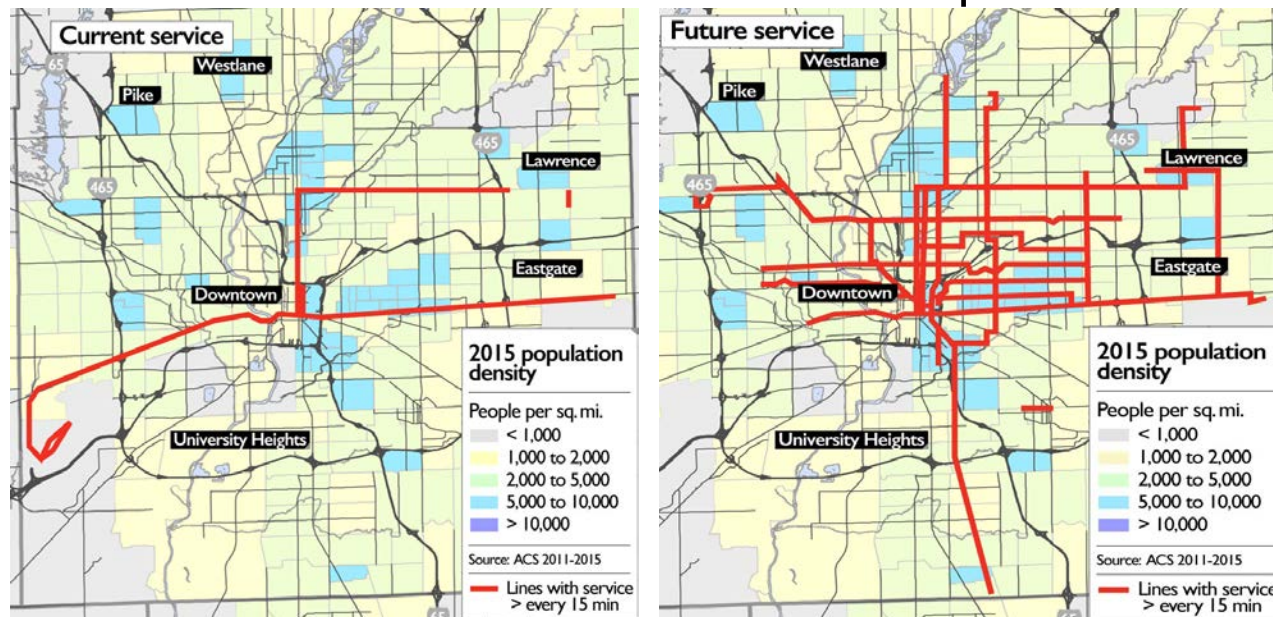 Current service
65
Westlane
Pike
465
465
Lawrence
Eastgate
Downtown
University Heights
2015 population
density
People per sq. mi.
< 1,000
1,000 to 2,000
2,000 to 5,000
5,000 to 10,000
> 10,000
Source: ACS 2011-2015
Lines with service
> every 15 min
Future service
Westlane
Pike
465
465
Lawrence
Eastgate
Downtown
University Heights
2015 population
density
People per sq. mi.
< 1,000
1,000 to 2,000
2,000 to 5,000
5,000 to 10,000
> 10,000
Source: ACS 2011-2015
Lines with service
> every 15 min